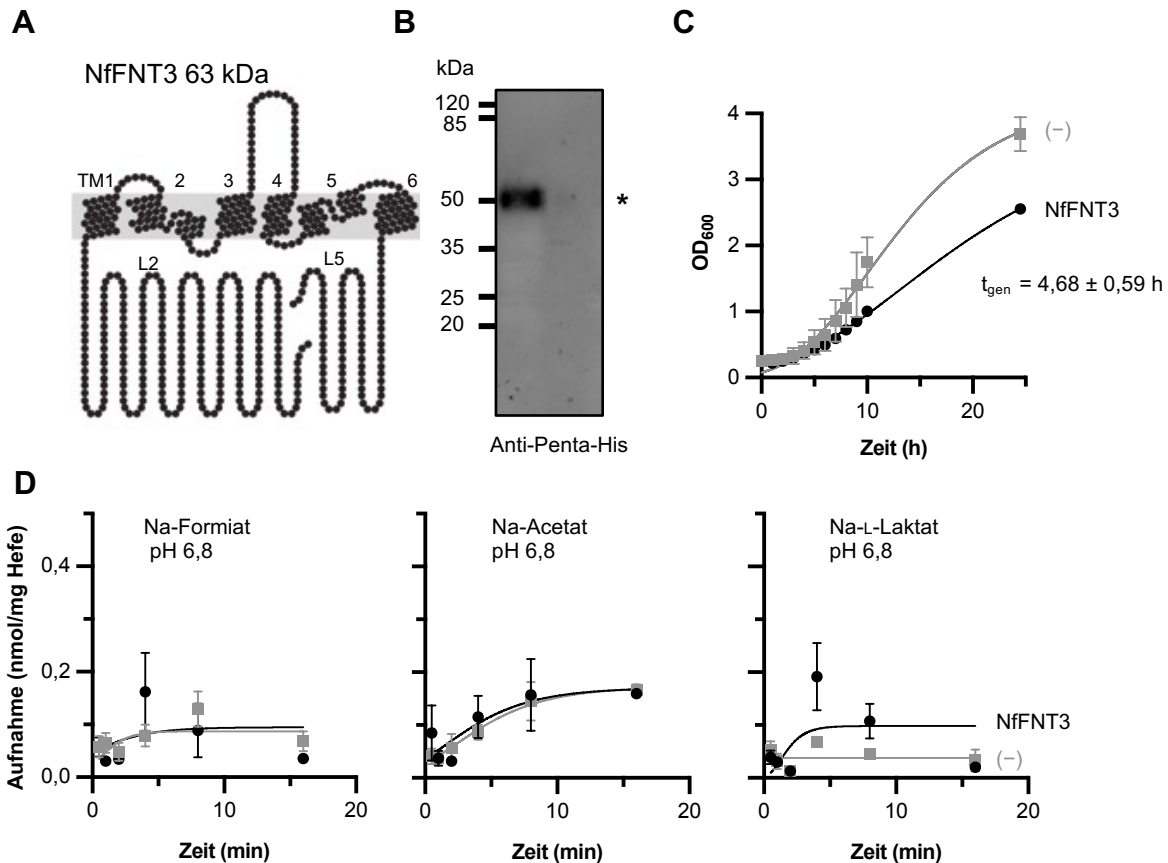 A
NfFNT3 63 kDa
TM1 2 3 4 5 6
L2 L5
B
kDa
120
85
50
35
25
20
*
Anti-Penta-His
C
4
3
2
1
0
OD600
0 10 20
Zeit (h)
(−)
NfFNT3
tgen = 4,68 ± 0,59 h
D
Aufnahme (nmol/mg Hefe)
0,4
0,2
0,0
Na-Formiat
pH 6,8
0 10 20
Zeit (min)
Na-Acetat
pH 6,8
0 10 20
Zeit (min)
Na-L-Laktat
pH 6,8
NfFNT3
(−)
0 10 20
Zeit (min)